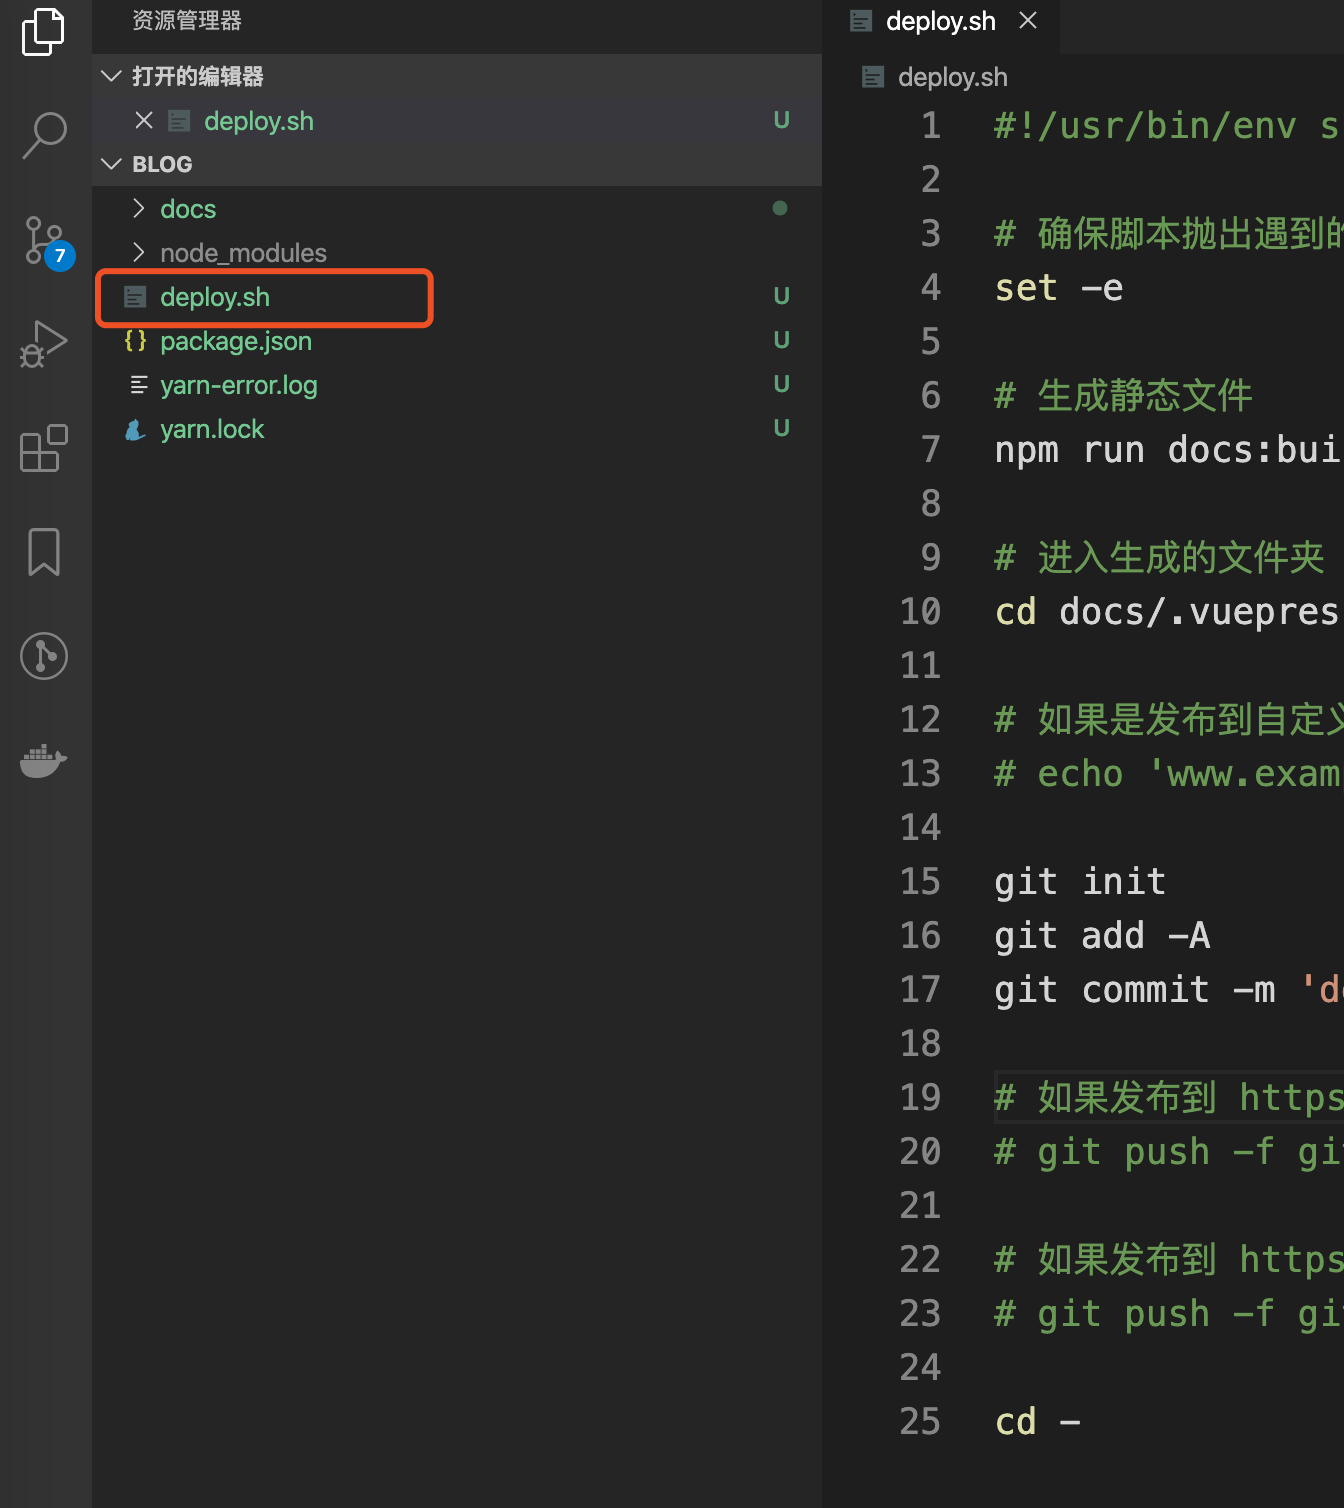 资源管理器
打开的编辑器
deploy.sh U
BLOG
docs
node_modules
deploy.sh U
package.json U
yarn-error.log U
yarn.lock U
7
deploy.sh
deploy.sh
1 #!/usr/bin/env s
2
3 # 确保脚本抛出遇到的
4 set -e
5
6 # 生成静态文件
7 npm run docs:bui
8
9 # 进入生成的文件夹
10 cd docs/.vuepres
11
12 # 如果是发布到自定义
13 # echo 'www.exam
14
15 git init
16 git add -A
17 git commit -m 'd
18
19 # 如果发布到 https
20 # git push -f gi
21
22 # 如果发布到 https
23 # git push -f gi
24
25 cd -